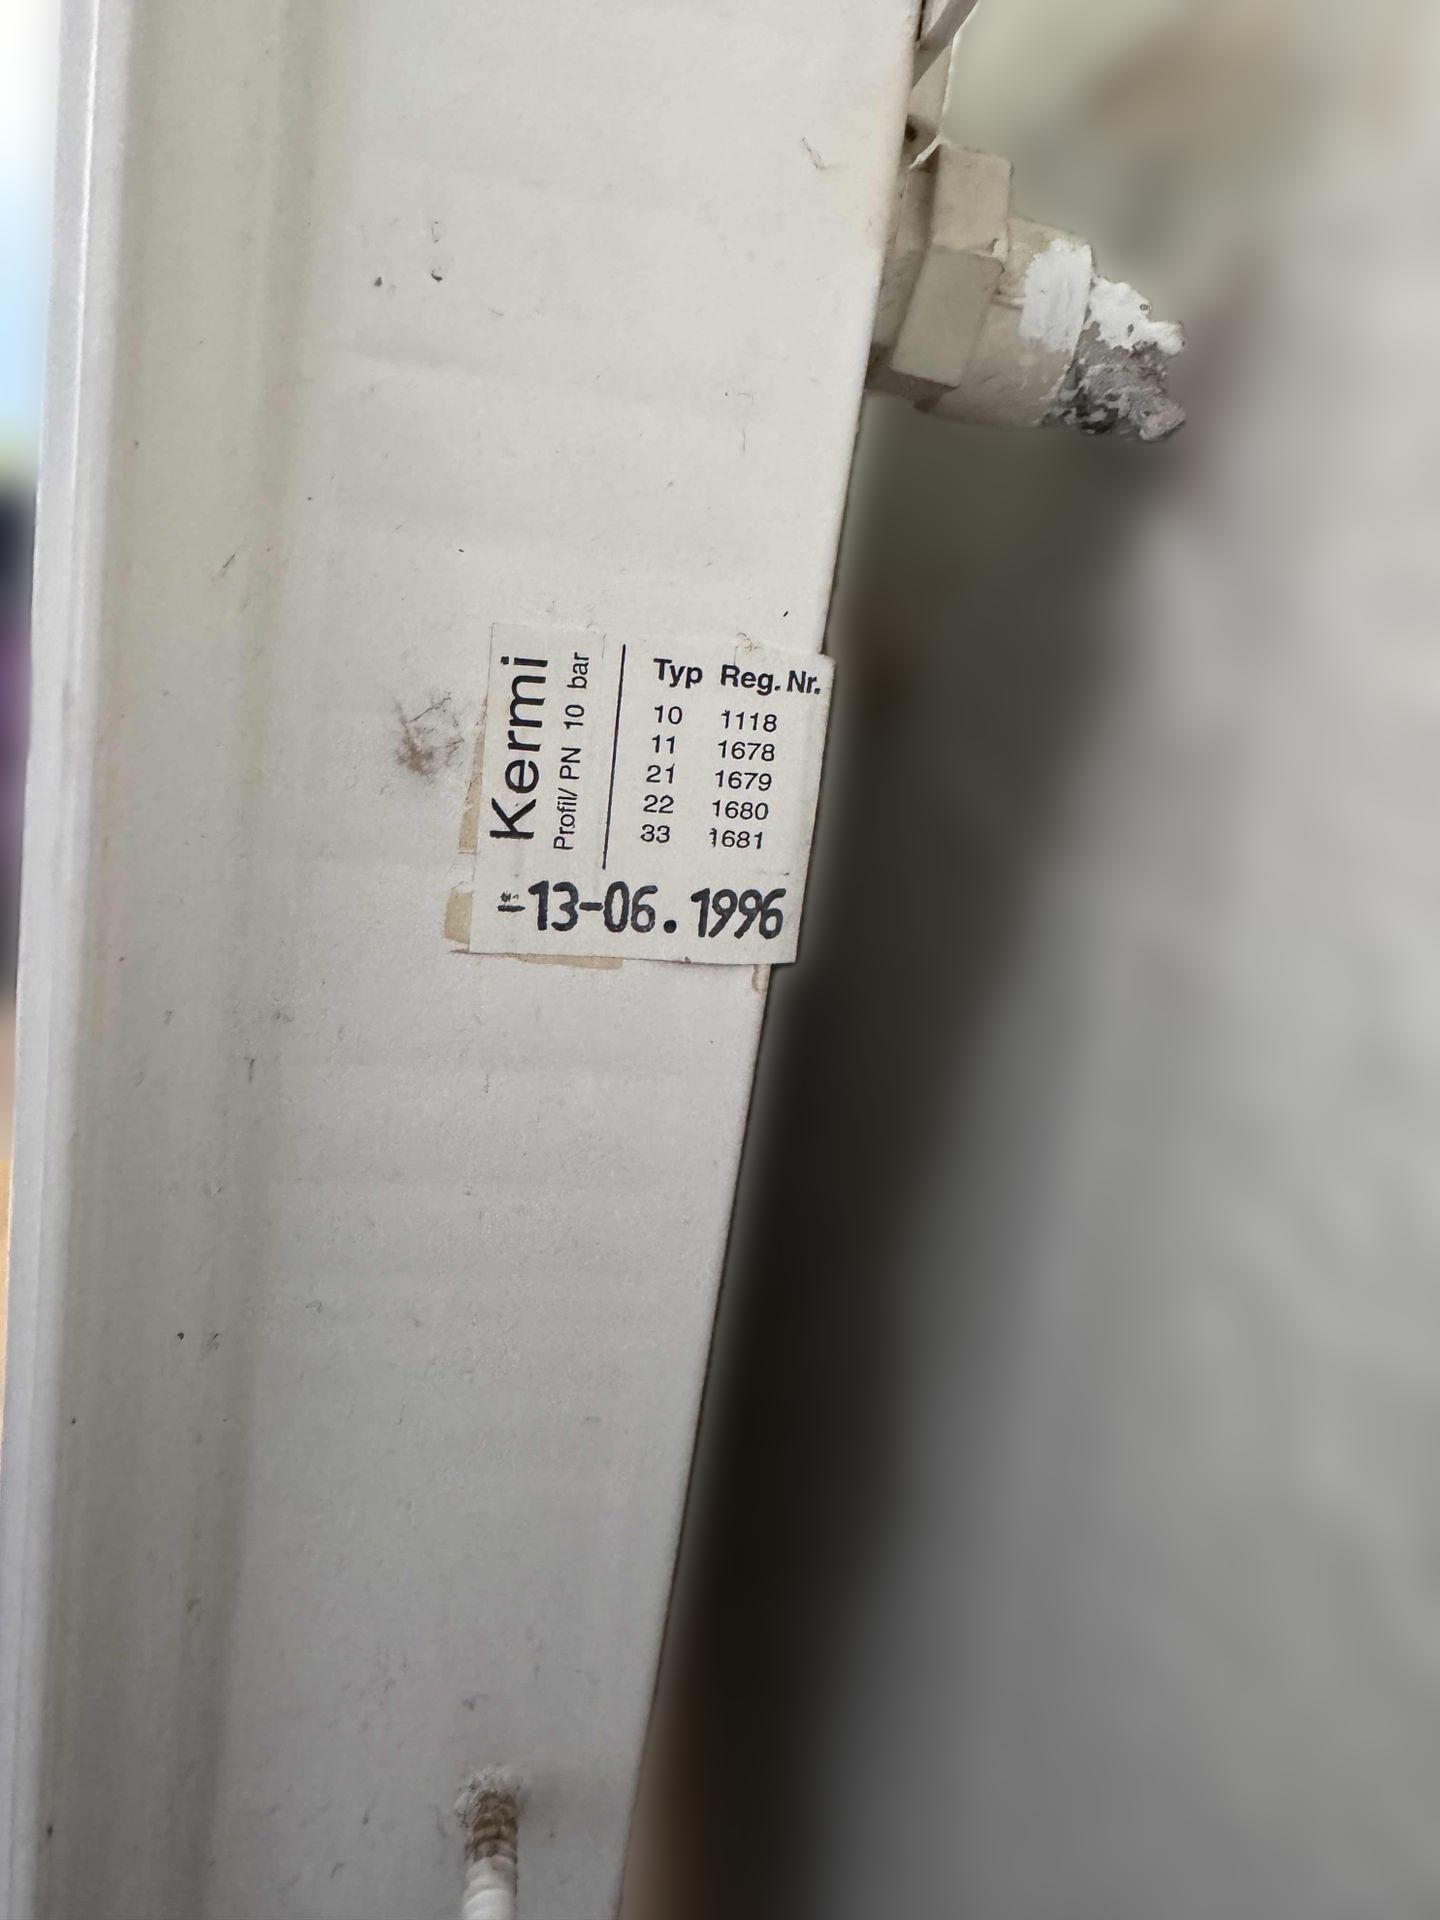 Kermi
Profil/ PN 10 bar
Typ Reg. Nr.
10 1118
11 1678
21 1679
22 1680
33 1681
-13-06. 1996